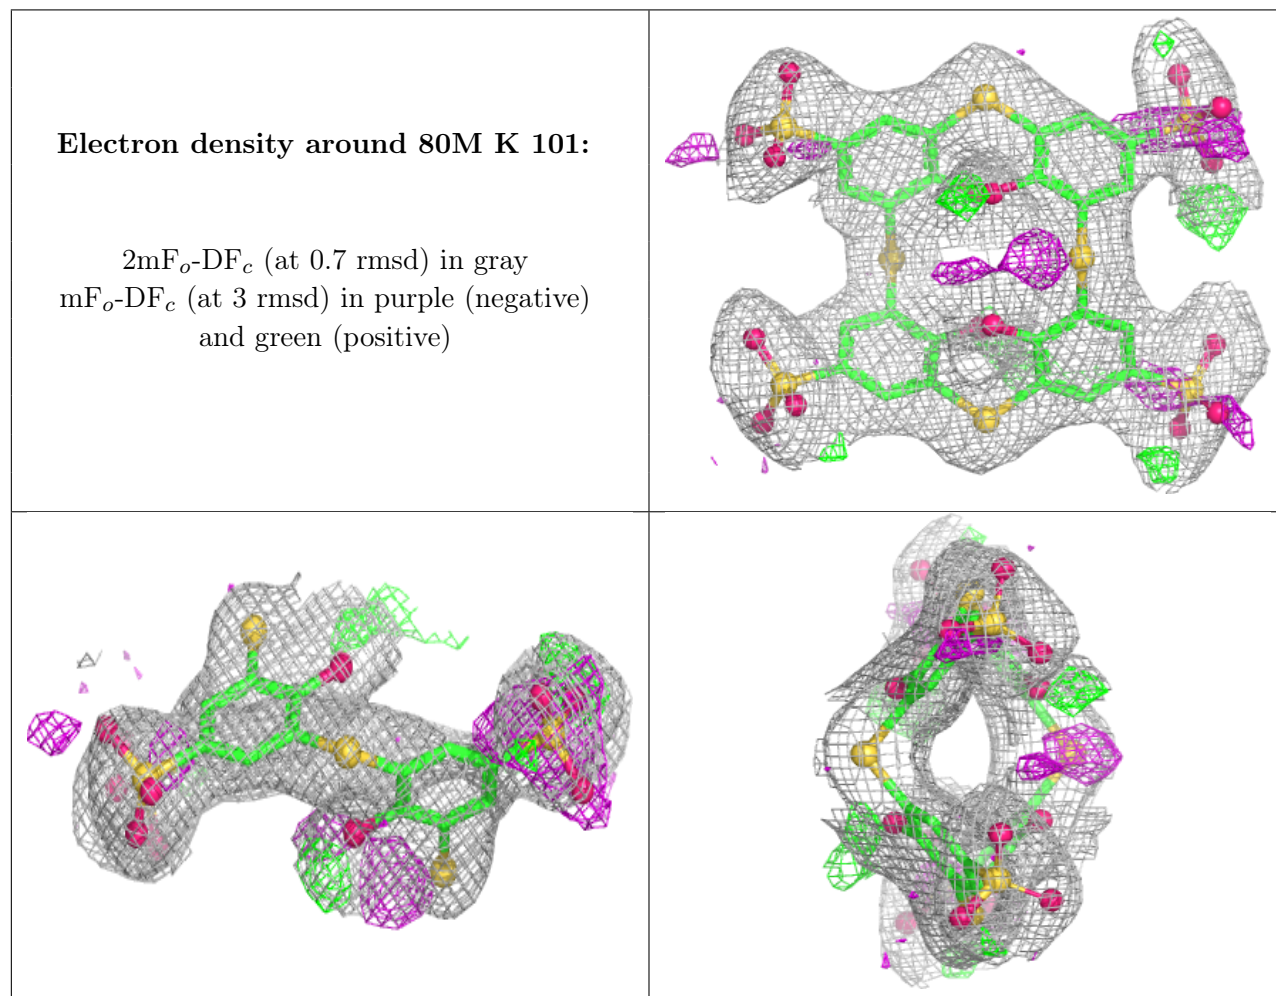 Electron density around 80M K 101:
2mFo-DFc (at 0.7 rmsd) in gray
mFo-DFc (at 3 rmsd) in purple (negative)
and green (positive)